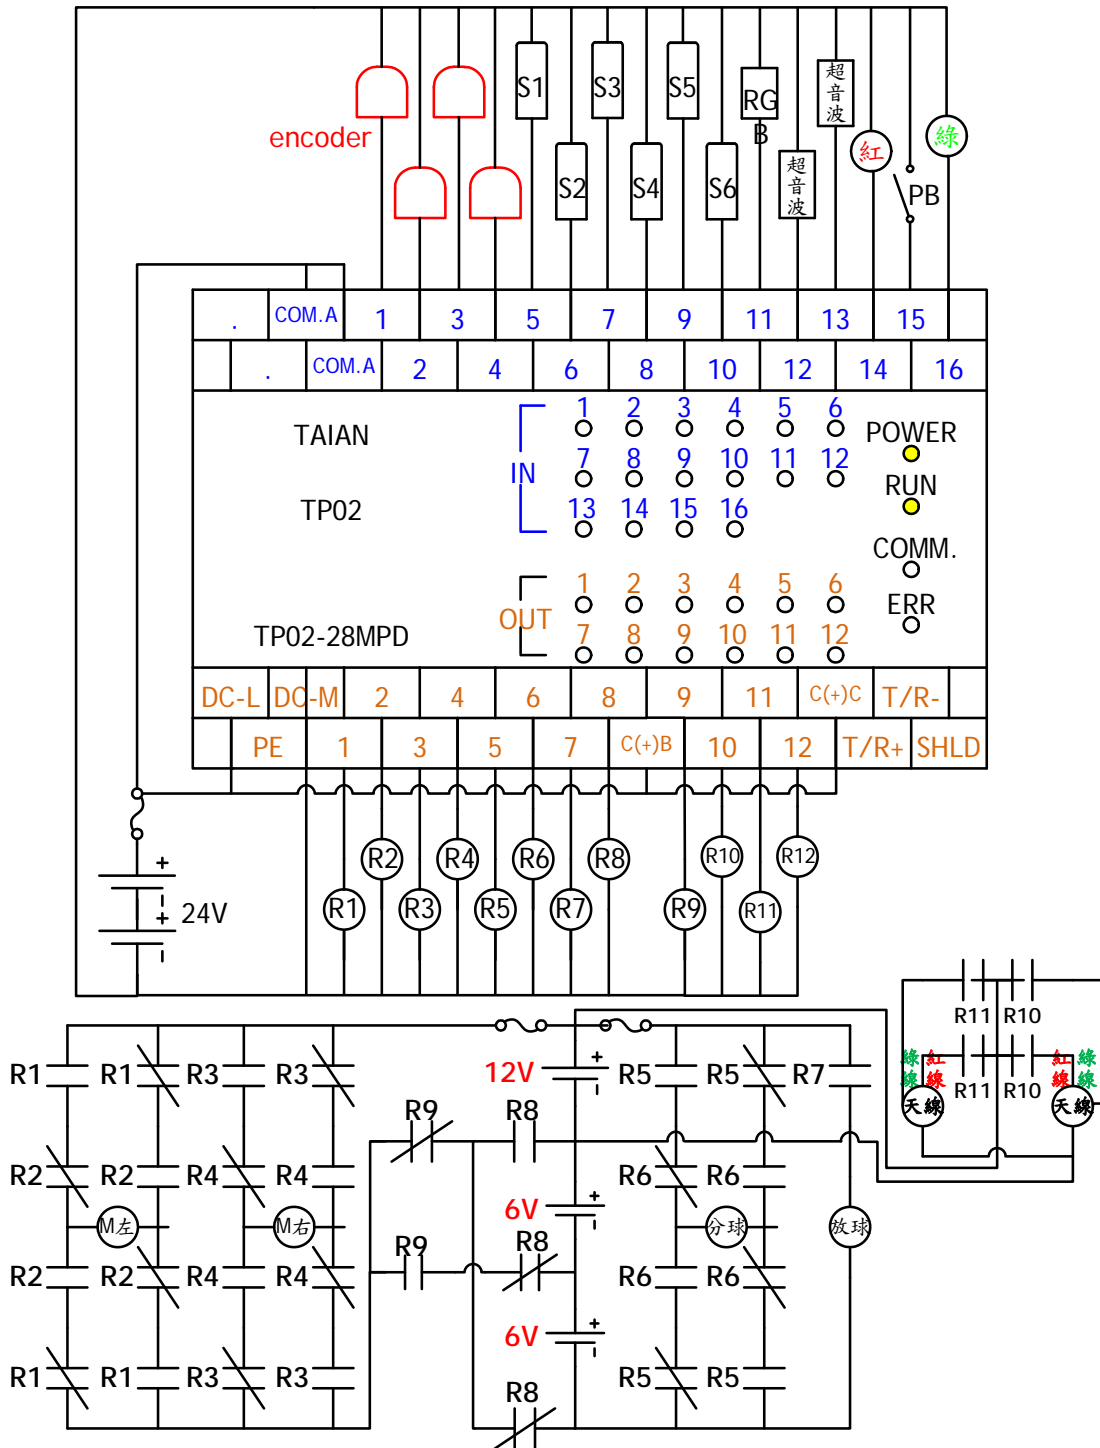 encoder
S1
S3
S5
RG
B
超音波
紅
綠
S2
S4
S6
超音波
PB
. COM.A 1 3 5 7 9 11 13 15
. COM.A 2 4 6 8 10 12 14 16
TAIAN
TP02
TP02-28MPD
IN
1 2 3 4 5 6
7 8 9 10 11 12
13 14 15 16
OUT
1 2 3 4 5 6
7 8 9 10 11 12
POWER
RUN
COMM.
ERR
DC-L DC-M 2 4 6 8 9 11 C(+)C T/R-
PE 1 3 5 7 C(+)B 10 12 T/R+ SHLD
R2 R4 R6 R8 R10 R12
R1 R3 R5 R7 R9 R11
+
+
24V
R11 R10
R11 R10
綠線 紅線
紅線 綠線
天線
天線
R1 R1 R3 R3
12V
+
R5 R5 R7
R9 R8
R2 R2 R4 R4
R6 R6
M左 M右
6V
+
分球 放球
R9 R8
R2 R2 R4 R4
R6 R6
6V
+
R1 R1 R3 R3
R8
R5 R5